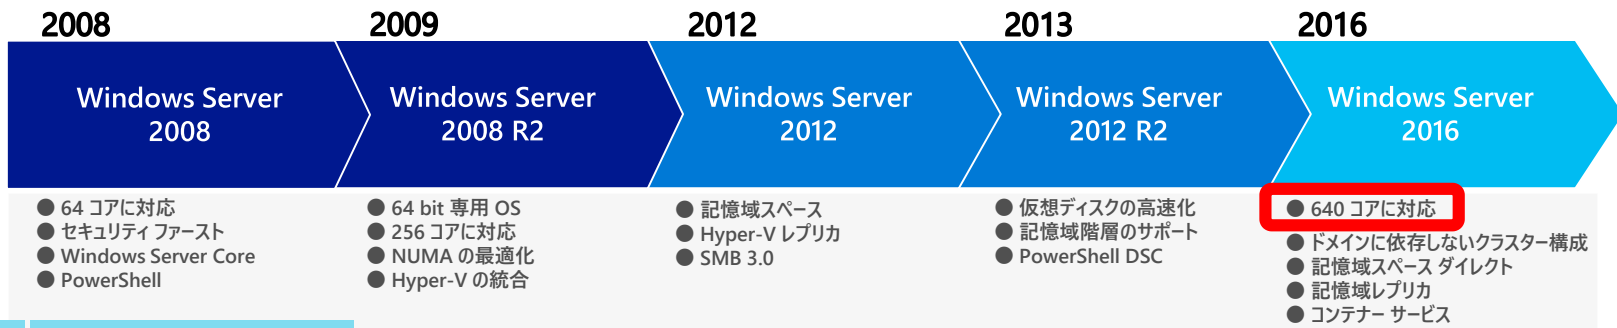 2008
2009
2012
2013
2016
Windows Server
2008
Windows Server
2008 R2
Windows Server
2012
Windows Server
2012 R2
Windows Server
2016
● 64 コアに対応
● セキュリティ ファースト
● Windows Server Core
● PowerShell
● 64 bit 専用 OS
● 256 コアに対応
● NUMA の最適化
● Hyper-V の統合
● 記憶域スペース
● Hyper-V レプリカ
● SMB 3.0
● 仮想ディスクの高速化
● 記憶域階層のサポート
● PowerShell DSC
● 640 コアに対応
● ドメインに依存しないクラスター構成
● 記憶域スペース ダイレクト
● 記憶域レプリカ
● コンテナー サービス